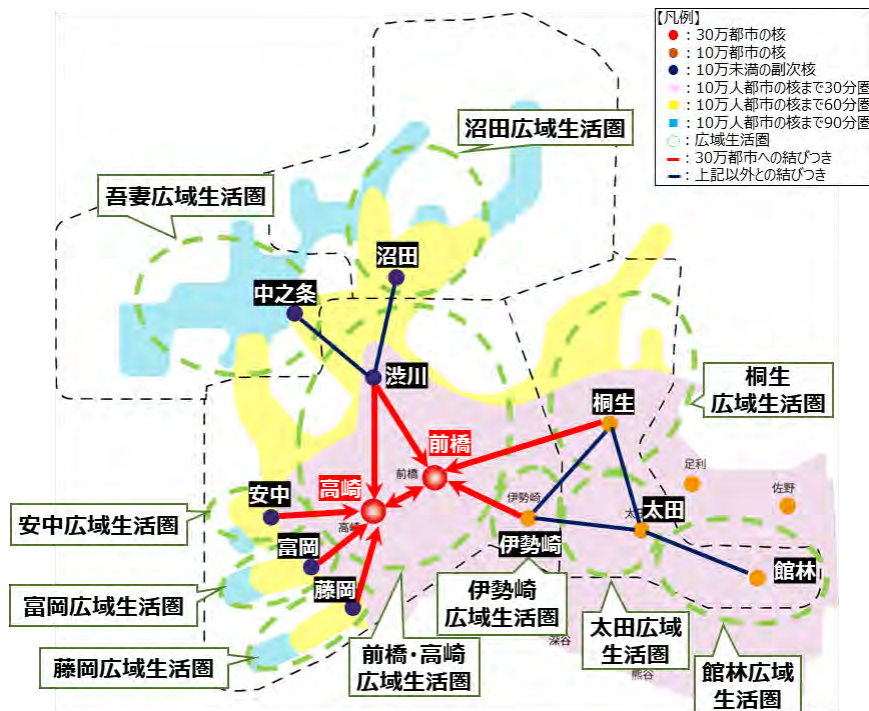 【凡例】
●：30万都市の核
●：10万都市の核
●：10万未満の副次核
：10万人都市の核まで30分圏
：10万人都市の核まで60分圏
：10万人都市の核まで90分圏
：広域生活圏
：30万都市への結びつき
：上記以外との結びつき
沼田広域生活圏
吾妻広域生活圏
沼田
中之条
渋川
桐生
広域生活圏
桐生
前橋
前橋
足利
佐野
高崎
高崎
安中
伊勢崎
太田
安中広域生活圏
富岡
伊勢崎
館林
富岡広域生活圏
藤岡
伊勢崎
広域生活圏
太田広域
生活圏
藤岡広域生活圏
前橋・高崎
広域生活圏
深谷
熊谷
館林広域
生活圏